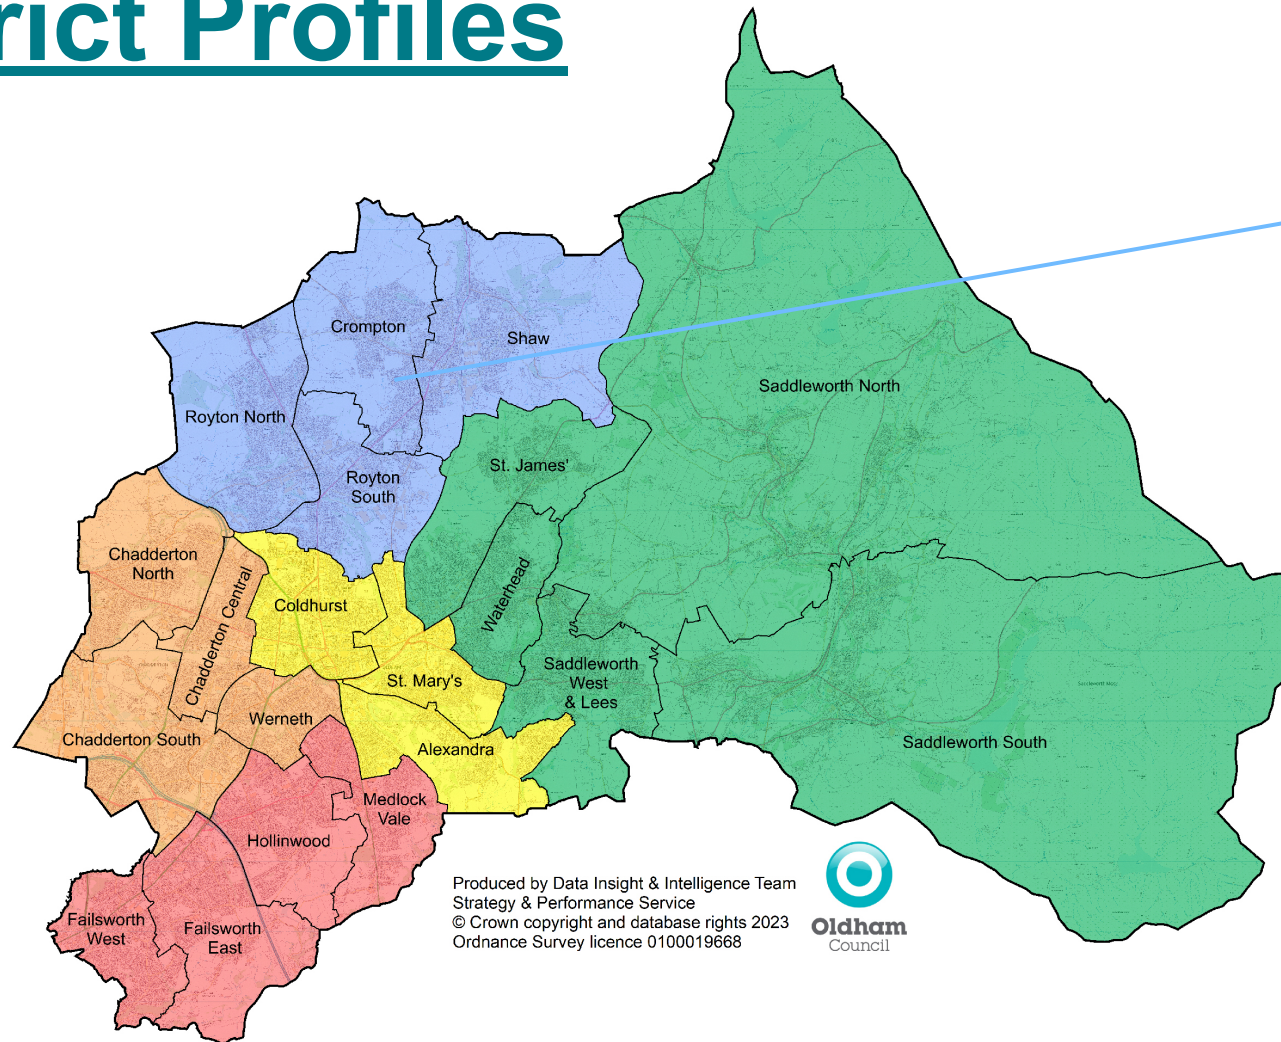 rict Profiles
Crompton
Shaw
Saddleworth North
Royton North
St. James'
Royton
South
Chadderton
North
Chadderton Central
Coldhurst
Waterhead
Saddleworth
West
& Lees
St. Mary's
Werneth
Chadderton South
Alexandra
Saddleworth South
Medlock
Vale
Hollinwood
Failsworth
West
Failsworth
East
Produced by Data Insight & Intelligence Team
Strategy & Performance Service
© Crown copyright and database rights 2023
Ordnance Survey licence 0100019668
Oldham
Council